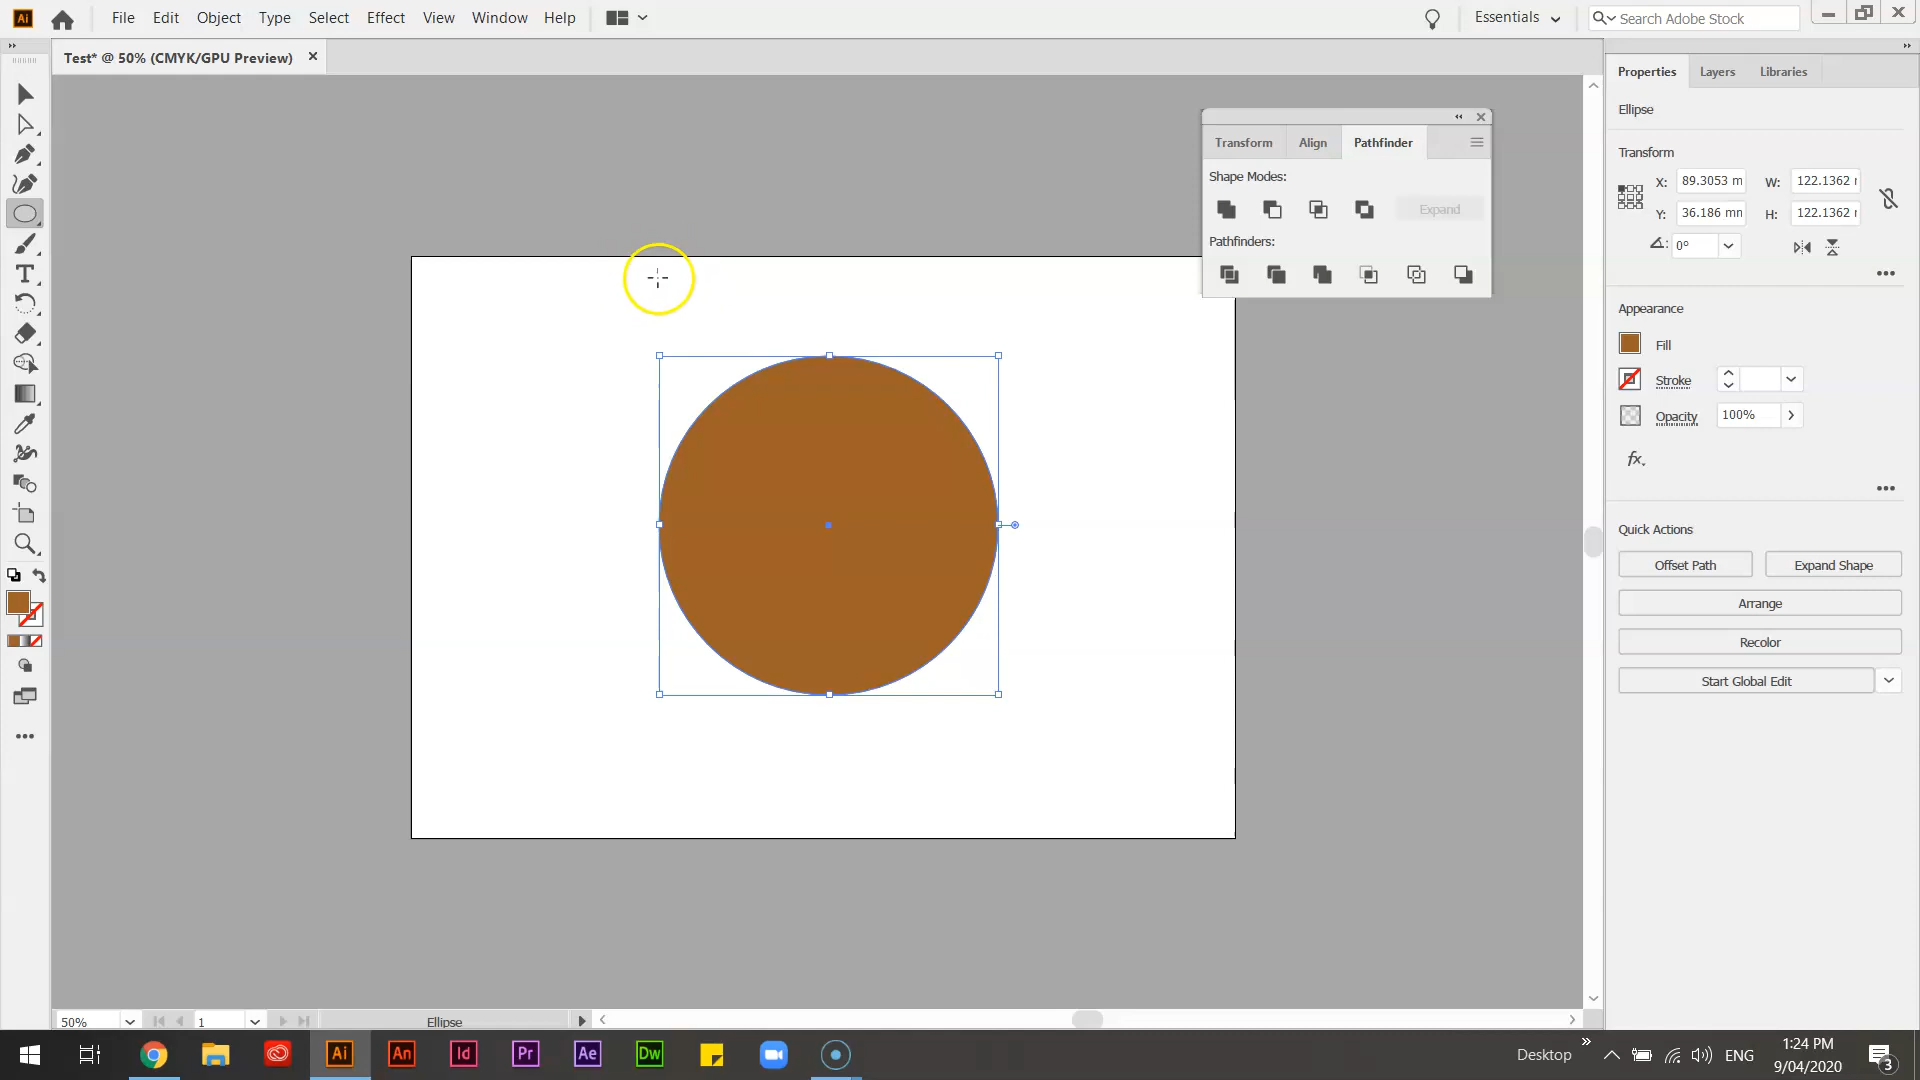 Ai File Edit Object Type Select Effect View Window Help Essentials Search Adobe Stock
Test* @ 50% (CMYK/GPU Preview)
Properties Layers Libraries
Ellipse
Transform
X: 89.3053 m W: 122.1362
Y: 36.186 mm H: 122.1362
0°
Appearance
Fill
Stroke
Opacity 100%
fx
Quick Actions
Offset Path Expand Shape
Arrange
Recolor
Start Global Edit
Transform Align Pathfinder
Shape Modes:
Expand
Pathfinders:
T
50% 1 Ellipse
Ai An Id Pr Ae Dw
Desktop ENG
1:24 PM
9/04/2020
3